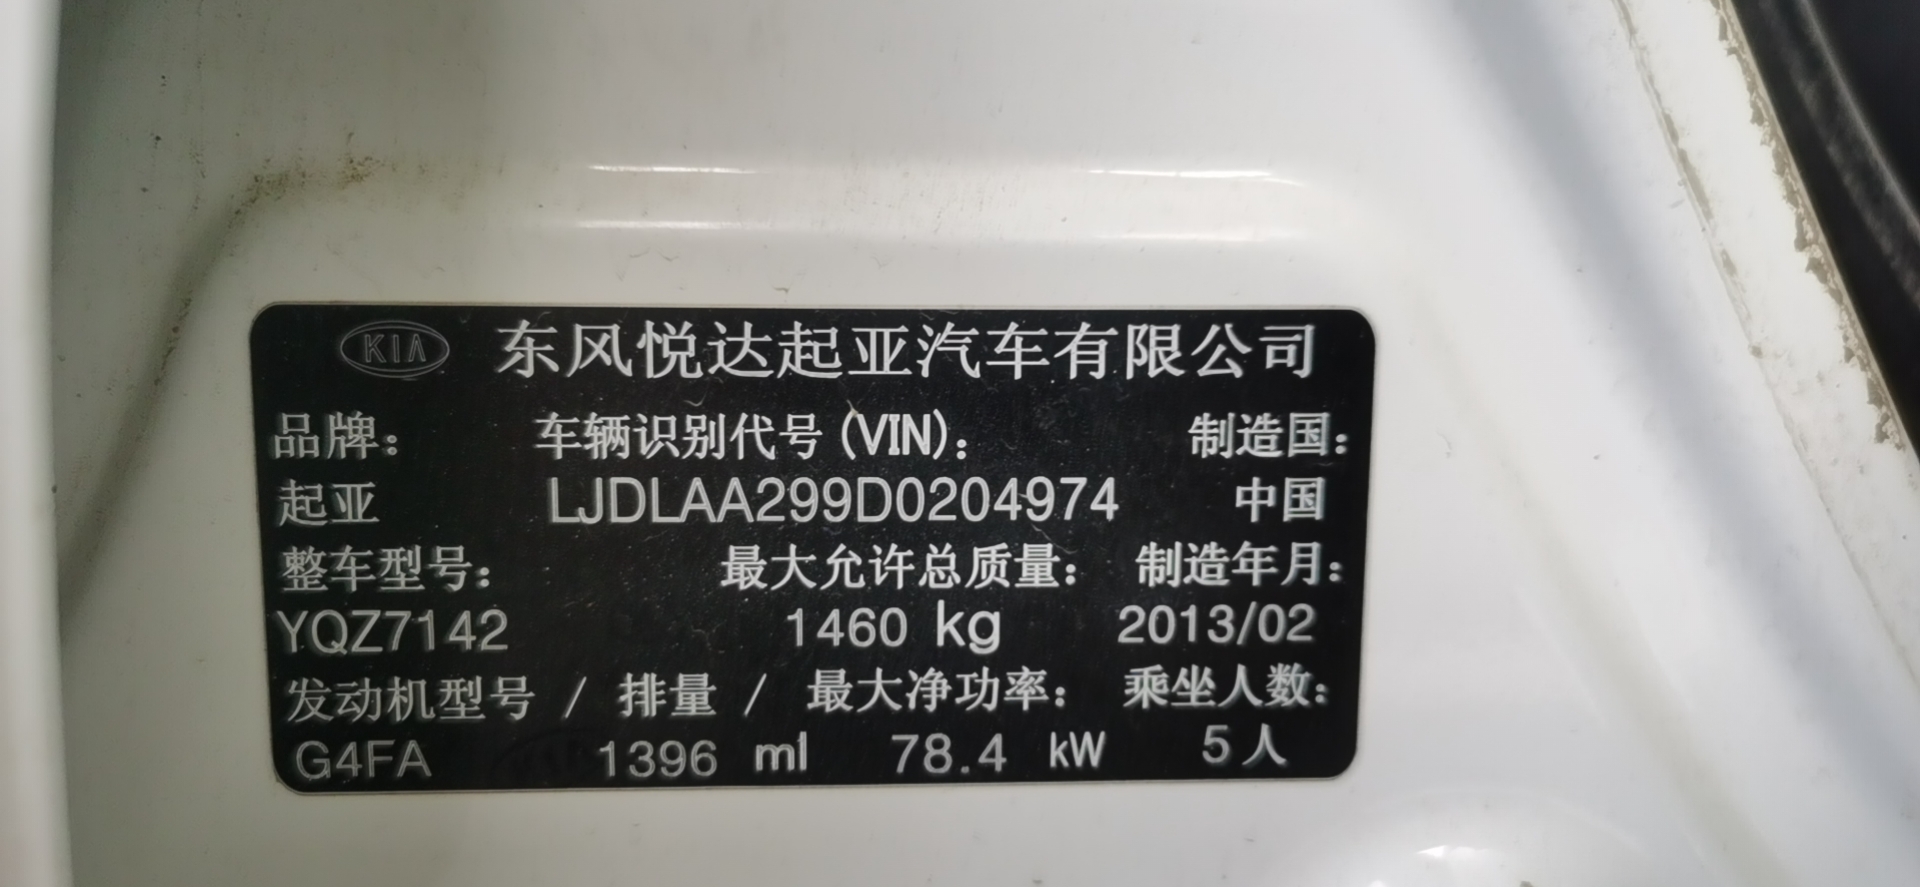 KIA 东风悦达起亚汽车有限公司
品牌： 车辆识别代号 (VIN)： 制造国：
起亚 LJDLAA299D0204974 中国
整车型号： 最大允许总质量： 制造年月：
YQZ7142 1460 kg 2013/02
发动机型号 / 排量 / 最大净功率： 乘坐人数：
G4FA 1396 ml 78.4 kW 5 人